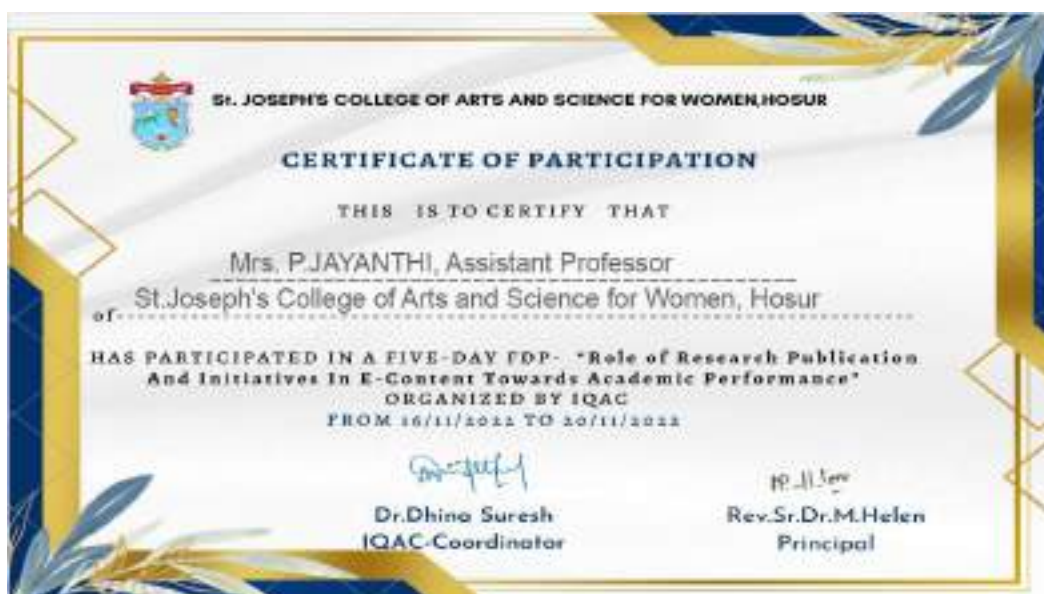 St. JOSEPH'S COLLEGE OF ARTS AND SCIENCE FOR WOMEN,HOSUR
CERTIFICATE OF PARTICIPATION
THIS IS TO CERTIFY THAT
Mrs. P.JAYANTHI, Assistant Professor
of St.Joseph's College of Arts and Science for Women, Hosur
HAS PARTICIPATED IN A FIVE-DAY FDP- "Role of Research Publication
And Initiatives In E-Content Towards Academic Performance"
ORGANIZED BY IQAC
FROM 16/11/2022 TO 20/11/2022
Dr.Dhino Suresh
IQAC-Coordinator
Rev.Sr.Dr.M.Helen
Principal